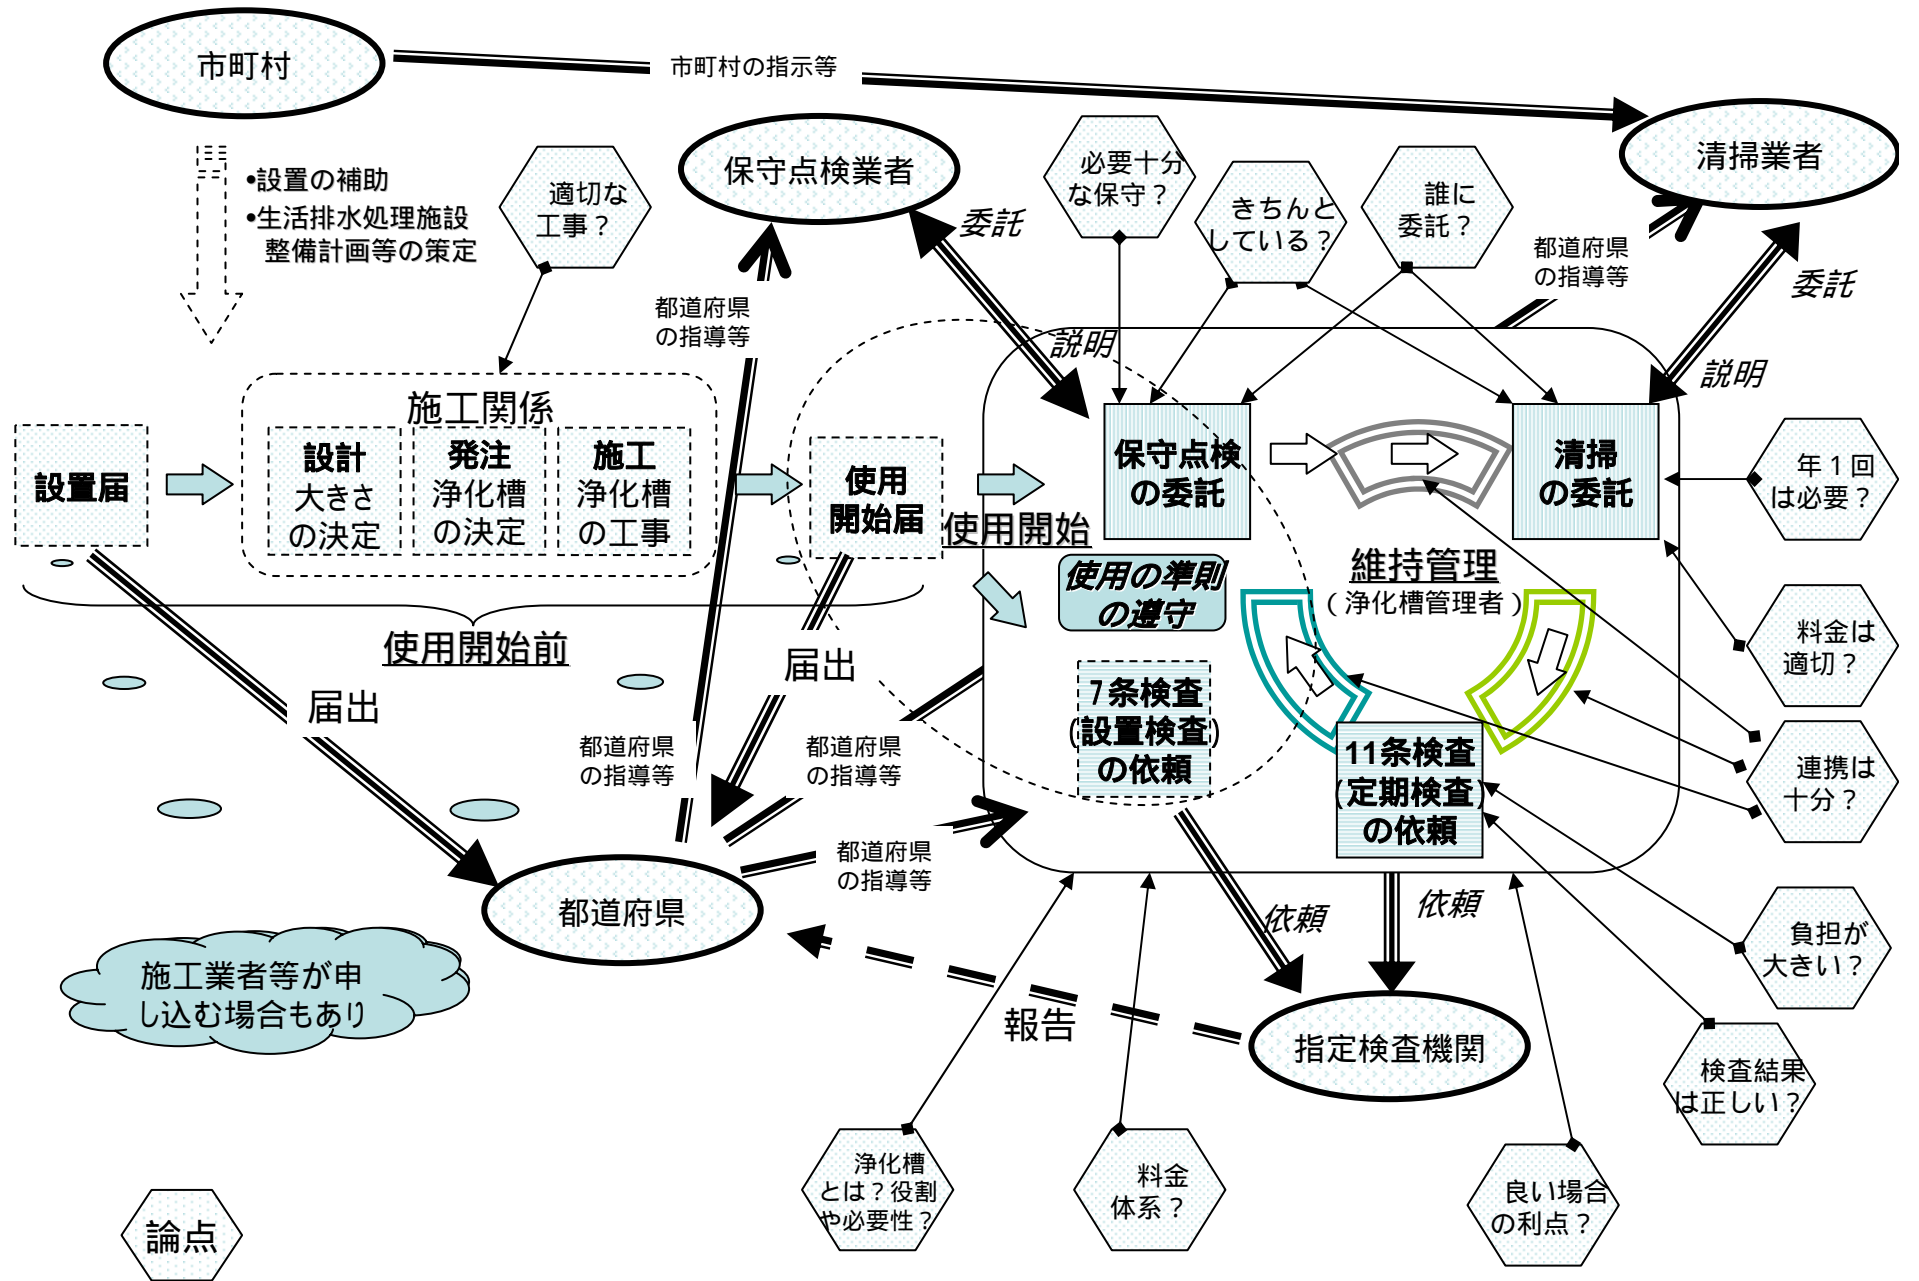 市町村
市町村の指示等
•設置の補助
•生活排水処理施設
整備計画等の策定
適切な
工事？
保守点検業者
委託
説明
必要十分
な保守？
きちんと
している？
誰に
委託？
清掃業者
都道府県
の指導等
委託
説明
都道府県
の指導等
設置届
施工関係
設計
大きさ
の決定
発注
浄化槽
の決定
施工
浄化槽
の工事
使用
開始届
使用開始
保守点検
の委託
清掃
の委託
年１回
は必要？
使用の準則
の遵守
維持管理
（浄化槽管理者）
使用開始前
料金は
適切？
届出
届出
7条検査
(設置検査)
の依頼
都道府県
の指導等
都道府県
の指導等
11条検査
(定期検査)
の依頼
連携は
十分？
都道府県
の指導等
都道府県
依頼
依頼
負担が
大きい？
施工業者等が申
し込む場合もあり
報告
指定検査機関
検査結果
は正しい？
浄化槽
とは？役割
や必要性？
料金
体系？
良い場合
の利点？
論点